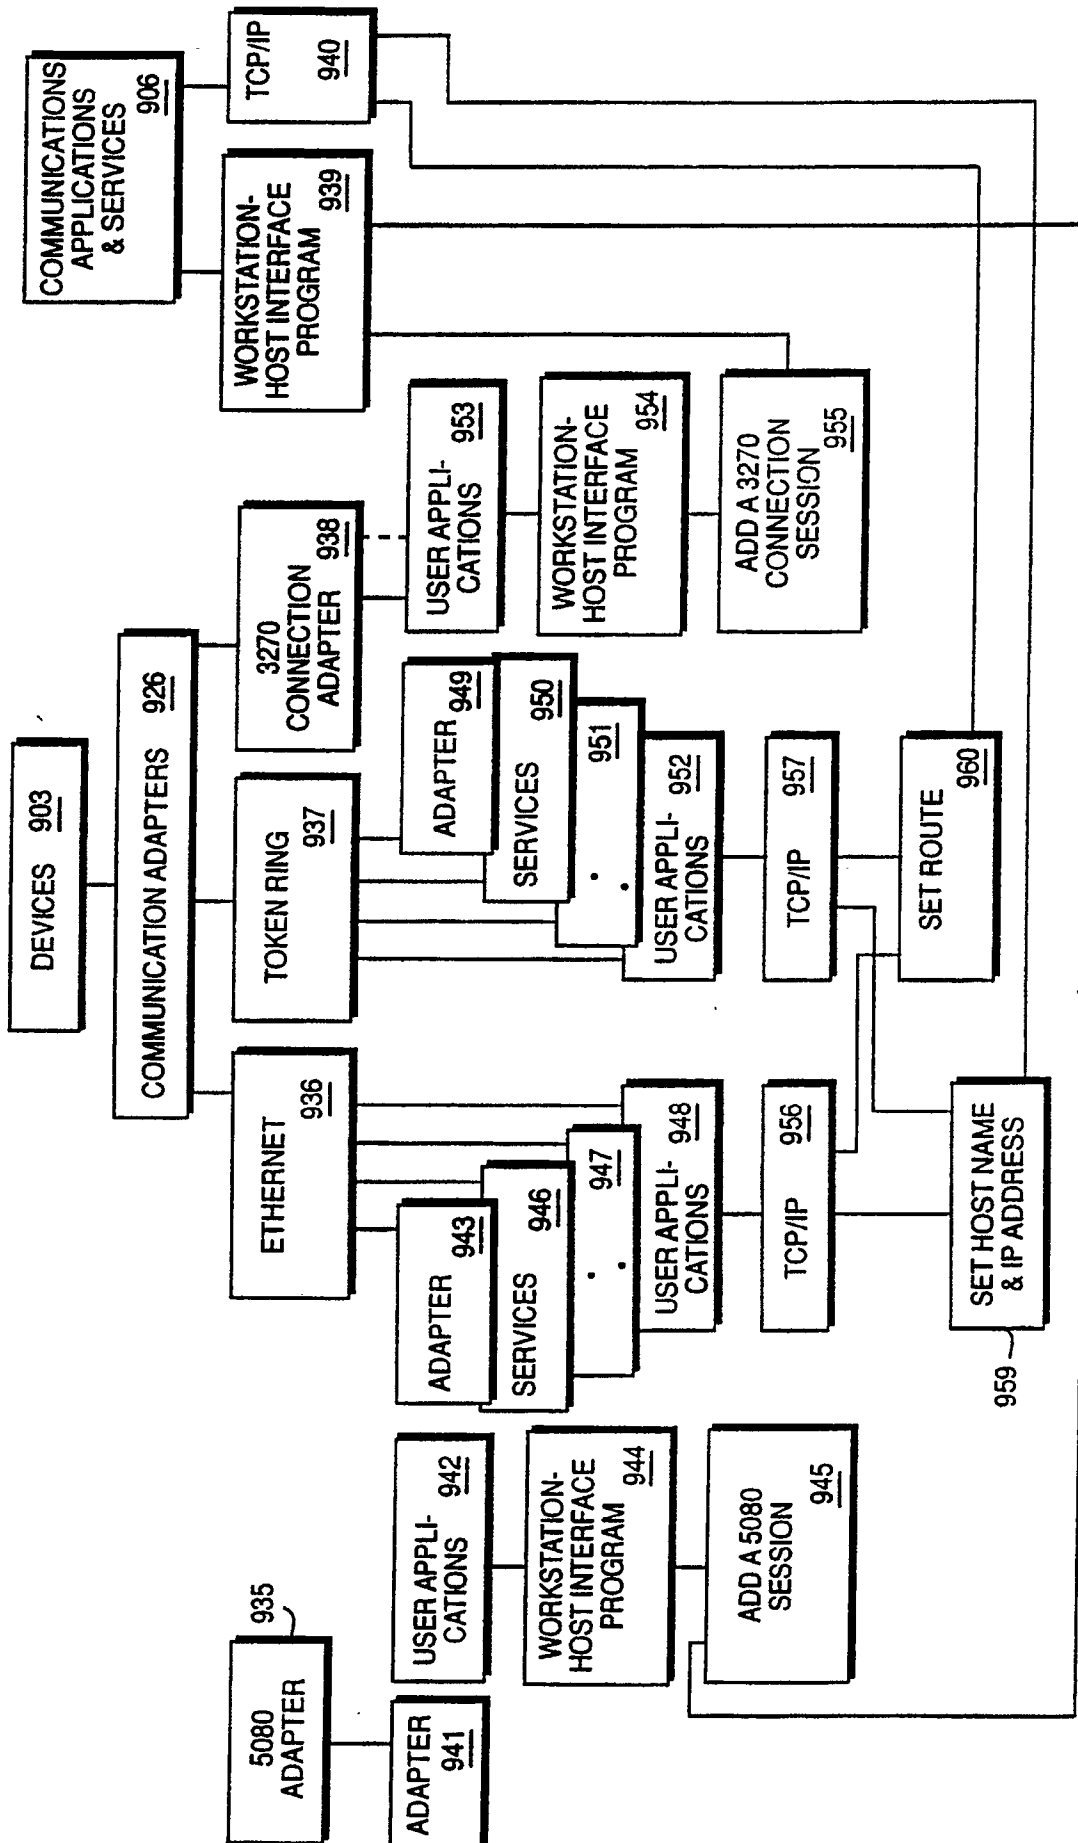 DEVICES 903
COMMUNICATION ADAPTERS 926
COMMUNICATIONS
APPLICATIONS
& SERVICES
906
5080
ADAPTER
935
ETHERNET
936
TOKEN RING
937
3270
CONNECTION
ADAPTER
938
WORKSTATION-
HOST INTERFACE
PROGRAM
939
TCP/IP
940
ADAPTER
941
USER APPLI-
CATIONS
942
ADAPTER
943
SERVICES
946
947
USER APPLI-
CATIONS
948
ADAPTER
949
SERVICES
950
951
USER APPLI-
CATIONS
952
USER APPLI-
CATIONS
953
WORKSTATION-
HOST INTERFACE
PROGRAM
944
TCP/IP
956
TCP/IP
957
WORKSTATION-
HOST INTERFACE
PROGRAM
954
ADD A 5080
SESSION
945
SET HOST NAME
& IP ADDRESS
959
SET ROUTE
960
ADD A 3270
CONNECTION
SESSION
955